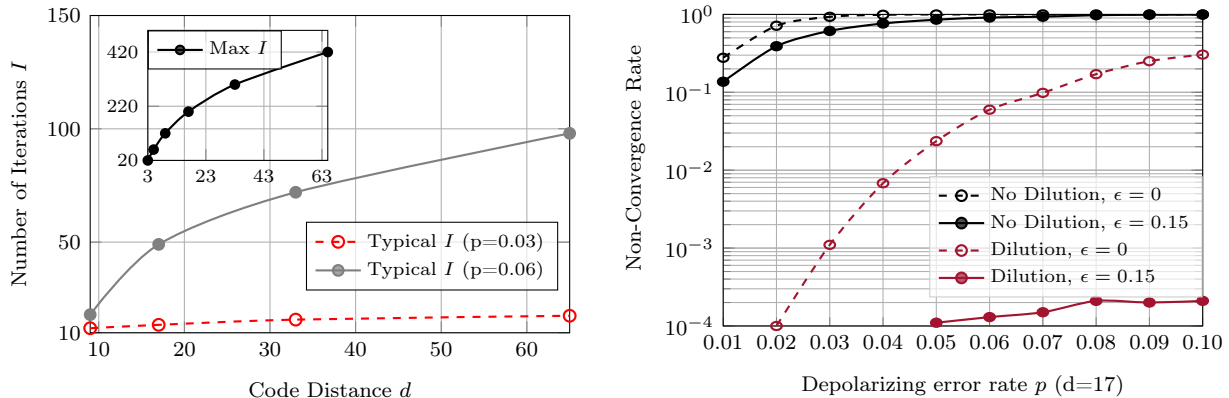 150
100
50
10
Number of Iterations I
420
220
20
Max I
3 23 43 63
Typical I (p=0.03)
Typical I (p=0.06)
10 20 30 40 50 60
Code Distance d
10^0
10^−1
10^−2
10^−3
10^−4
Non-Convergence Rate
No Dilution, ϵ = 0
No Dilution, ϵ = 0.15
Dilution, ϵ = 0
Dilution, ϵ = 0.15
0.01 0.02 0.03 0.04 0.05 0.06 0.07 0.08 0.09 0.10
Depolarizing error rate p (d=17)